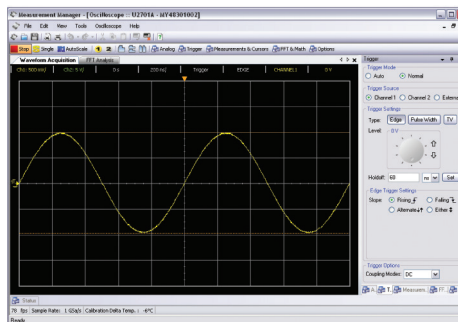 Measurement Manager - [Oscilloscope :: U2701A - MY48301002]
File Edit View Tools Oscilloscope Help
Stop Single AutoScale Analog Trigger Measurements & Cursors FFT & Math Options
Waveform Acquisition FFT Analysis
Ch1: 500 mV/ Ch2: 5 V/ 0 s 200 ns/ Trigger EDGE CHANNEL1 0 V
Trigger
Trigger Mode
Auto Normal
Trigger Source
Channel 1 Channel 2 Externa
Trigger Settings
Type: Edge Pulse Width TV
Level: 0 V
Holdoff: 60 ns Set
Edge Trigger Settings
Slope: Rising Falling
Alternate Either
Trigger Options
Coupling Modes: DC
A... T... Measurem... FF...
Status
78 fps Sample Rate: 1 GSa/s Calibration Delta Temp.: -6°C
Ready